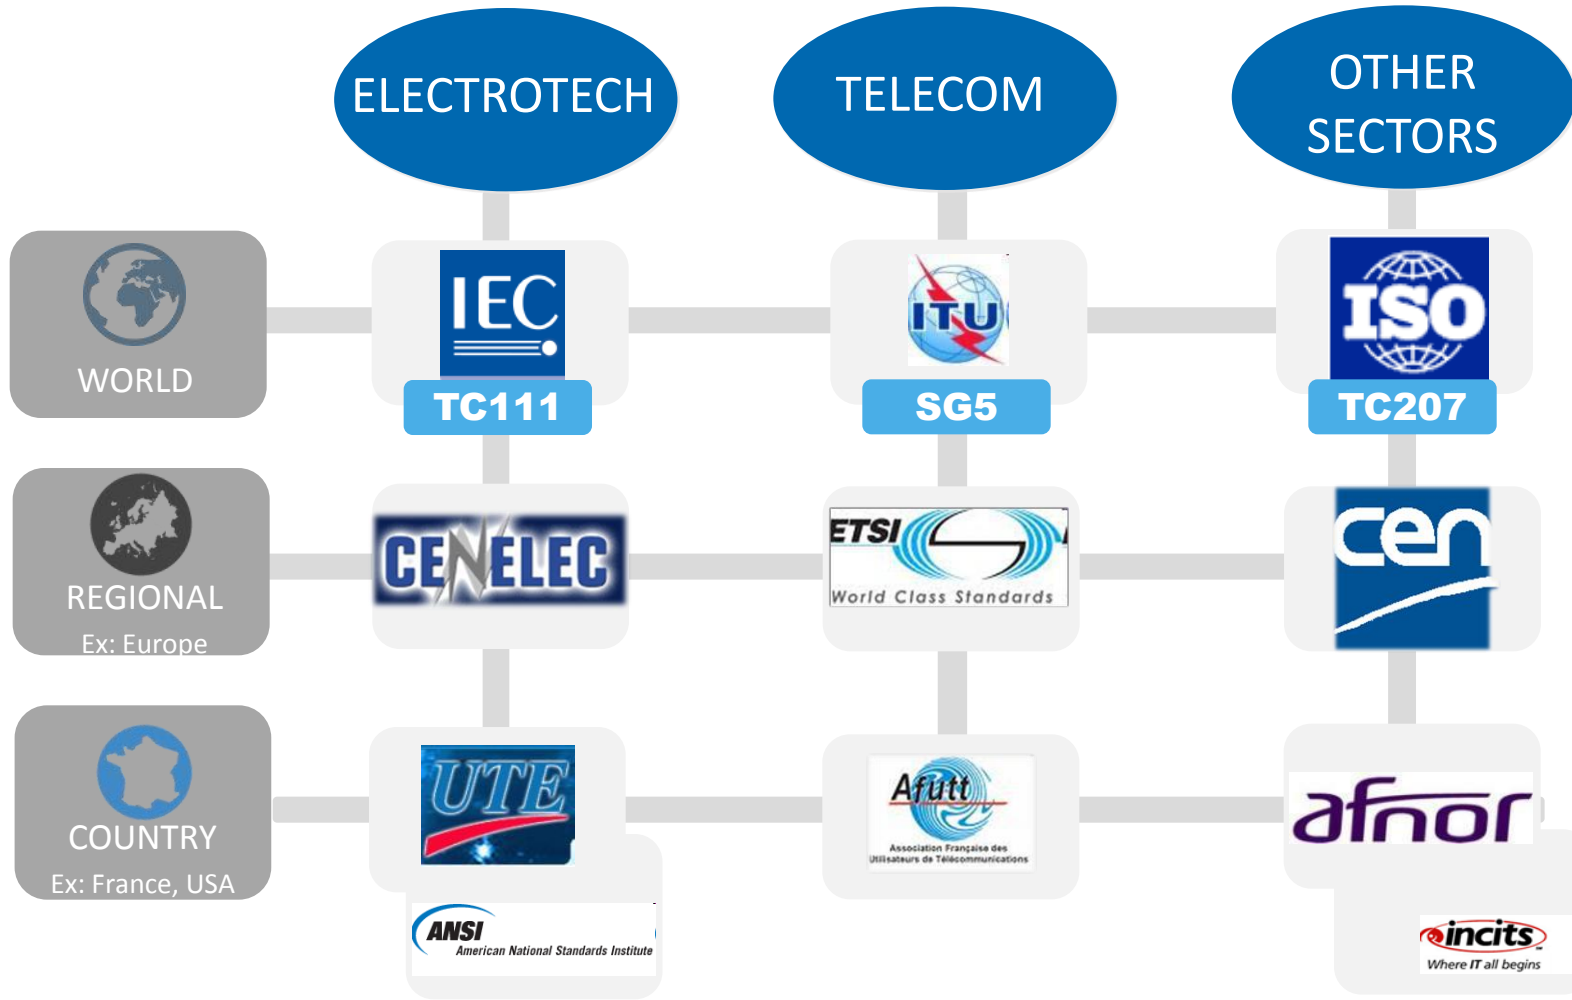 ELECTROTECH
TELECOM
OTHER
SECTORS
WORLD
IEC
TC111
ITU
SG5
ISO
TC207
REGIONAL
Ex: Europe
CENELEC
ETSI
World Class Standards
cen
COUNTRY
Ex: France, USA
UTE
Afutt
Association Française des
Utilisateurs de Télécommunications
afnor
ANSI
American National Standards Institute
incits
Where IT all begins